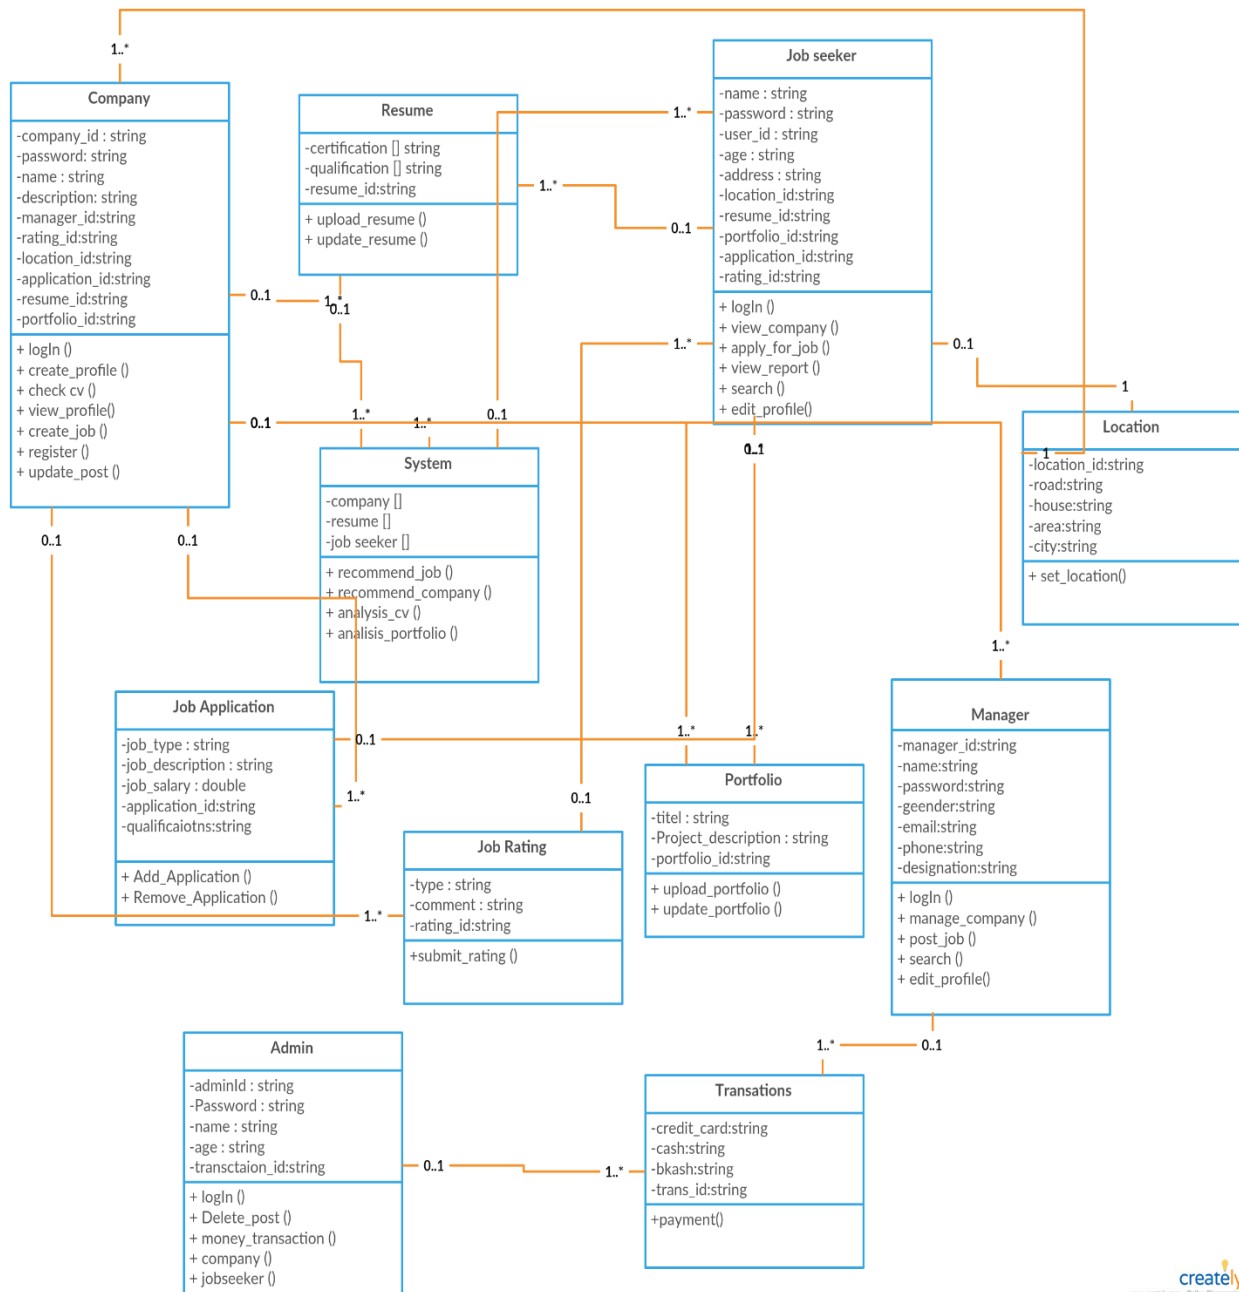 1..*
Company
-company_id : string
-password: string
-name : string
-description: string
-manager_id:string
-rating_id:string
-location_id:string
-application_id:string
-resume_id:string
-portfolio_id:string
+ logIn ()
+ create_profile ()
+ check cv ()
+ view_profile()
+ create_job ()
+ register ()
+ update_post ()
Resume
-certification [] string
-qualification [] string
-resume_id:string
+ upload_resume ()
+ update_resume ()
Job seeker
-name : string
-password : string
-user_id : string
-age : string
-address : string
-location_id:string
-resume_id:string
-portfolio_id:string
-application_id:string
-rating_id:string
+ logIn ()
+ view_company ()
+ apply_for_job ()
+ view_report ()
+ search ()
+ edit_profile()
1..*
1..*
0..1
0..1
1..*
0..1
1..*
0..1
1
1..*
1..*
0..1
0..1
0..1
1
Location
-location_id:string
-road:string
-house:string
-area:string
-city:string
+ set_location()
System
-company []
-resume []
-job seeker []
+ recommend_job ()
+ recommend_company ()
+ analysis_cv ()
+ analisis_portfolio ()
0..1
0..1
1..*
Job Application
-job_type : string
-job_description : string
-job_salary : double
-application_id:string
-qualificaiotns:string
+ Add_Application ()
+ Remove_Application ()
0..1
1..*
1..*
1..*
0..1
1..*
Job Rating
-type : string
-comment : string
-rating_id:string
+submit_rating ()
Portfolio
-titel : string
-Project_description : string
-portfolio_id:string
+ upload_portfolio ()
+ update_portfolio ()
Manager
-manager_id:string
-name:string
-password:string
-geender:string
-email:string
-phone:string
-designation:string
+ logIn ()
+ manage_company ()
+ post_job ()
+ search ()
+ edit_profile()
1..*
0..1
Admin
-adminId : string
-Password : string
-name : string
-age : string
-transctaion_id:string
+ logIn ()
+ Delete_post ()
+ money_transaction ()
+ company ()
+ jobseeker ()
0..1
1..*
Transations
-credit_card:string
-cash:string
-bkash:string
-trans_id:string
+payment()
creately